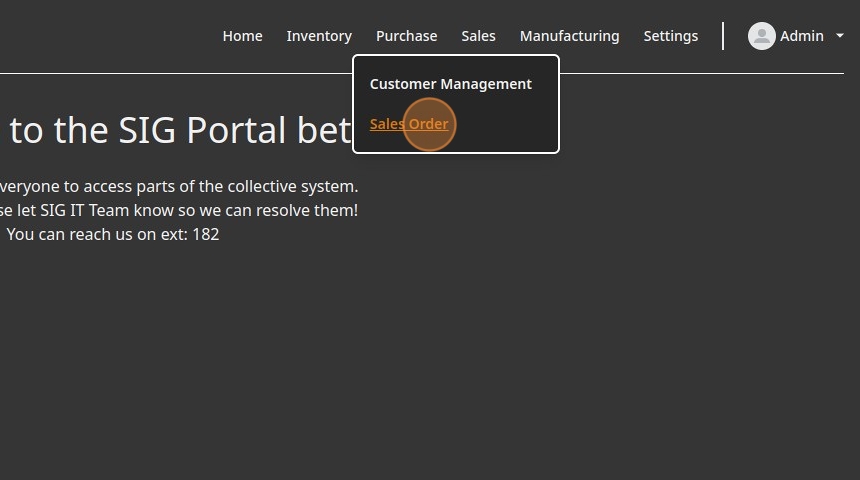 Home Inventory Purchase Sales Manufacturing Settings Admin
Customer Management
Sales Order
to the SIG Portal bet
veryone to access parts of the collective system.
se let SIG IT Team know so we can resolve them!
You can reach us on ext: 182